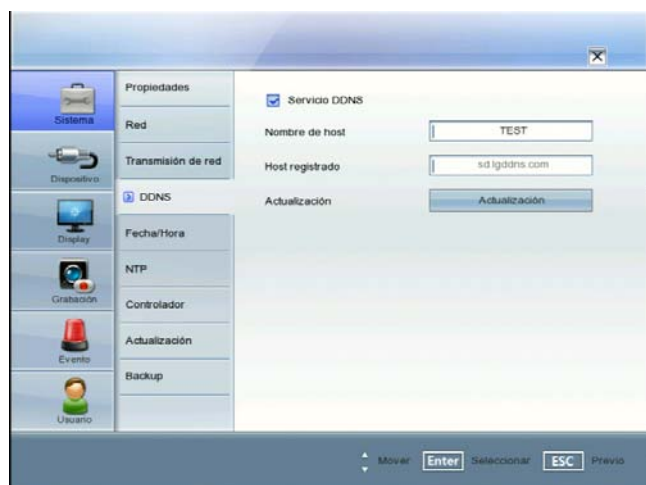 Sistema
Dispositivo
Display
Grabación
Evento
Usuario
Propiedades
Red
Transmisión de red
DDNS
Fecha/Hora
NTP
Controlador
Actualización
Backup
Servicio DDNS
Nombre de host TEST
Host registrado sd.lgddns.com
Actualización Actualización
Mover Enter Seleccionar ESC Previo